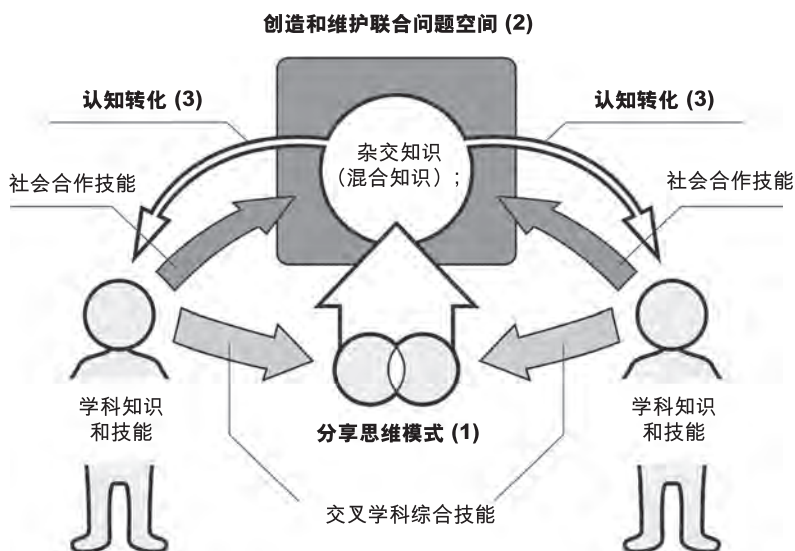 创造和维护联合问题空间 (2)
认知转化 (3)
认知转化 (3)
杂交知识
（混合知识）;
社会合作技能
社会合作技能
学科知识
和技能
学科知识
和技能
分享思维模式 (1)
交叉学科综合技能